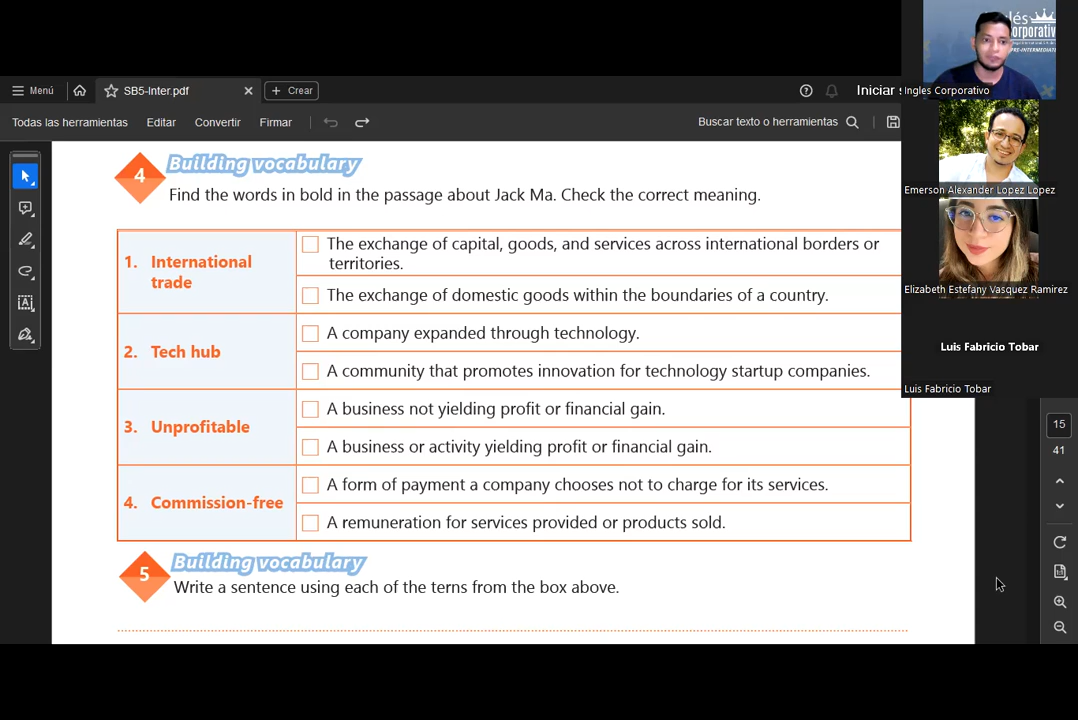 Menú
SB5-Inter.pdf
Crear
Iniciar s
Todas las herramientas
Editar
Convertir
Firmar
Buscar texto o herramientas
4
Building vocabulary
Find the words in bold in the passage about Jack Ma. Check the correct meaning.
1. International trade
The exchange of capital, goods, and services across international borders or
territories.
The exchange of domestic goods within the boundaries of a country.
2. Tech hub
A company expanded through technology.
A community that promotes innovation for technology startup companies.
3. Unprofitable
A business not yielding profit or financial gain.
A business or activity yielding profit or financial gain.
4. Commission-free
A form of payment a company chooses not to charge for its services.
A remuneration for services provided or products sold.
5
Building vocabulary
Write a sentence using each of the terns from the box above.
Ingles Corporativo
Emerson Alexander Lopez Lopez
Elizabeth Estefany Vasquez Ramirez
Luis Fabricio Tobar
Luis Fabricio Tobar
15
41